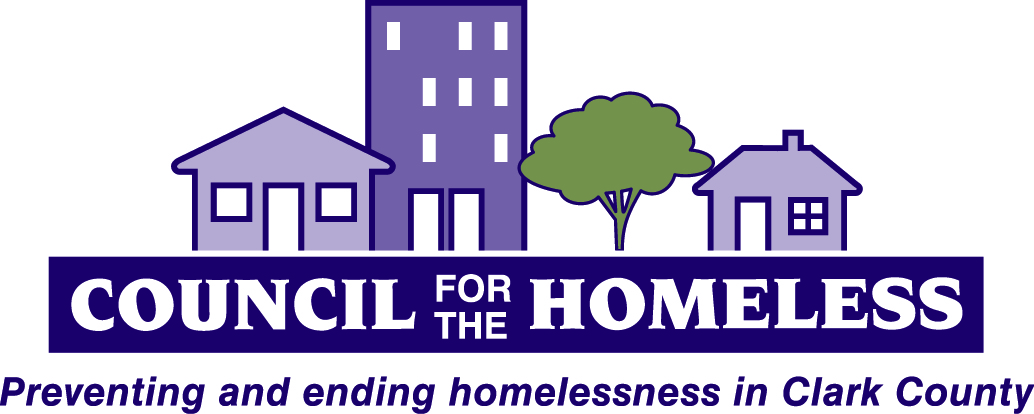 COUNCIL FOR THE HOMELESS
Preventing and ending homelessness in Clark County